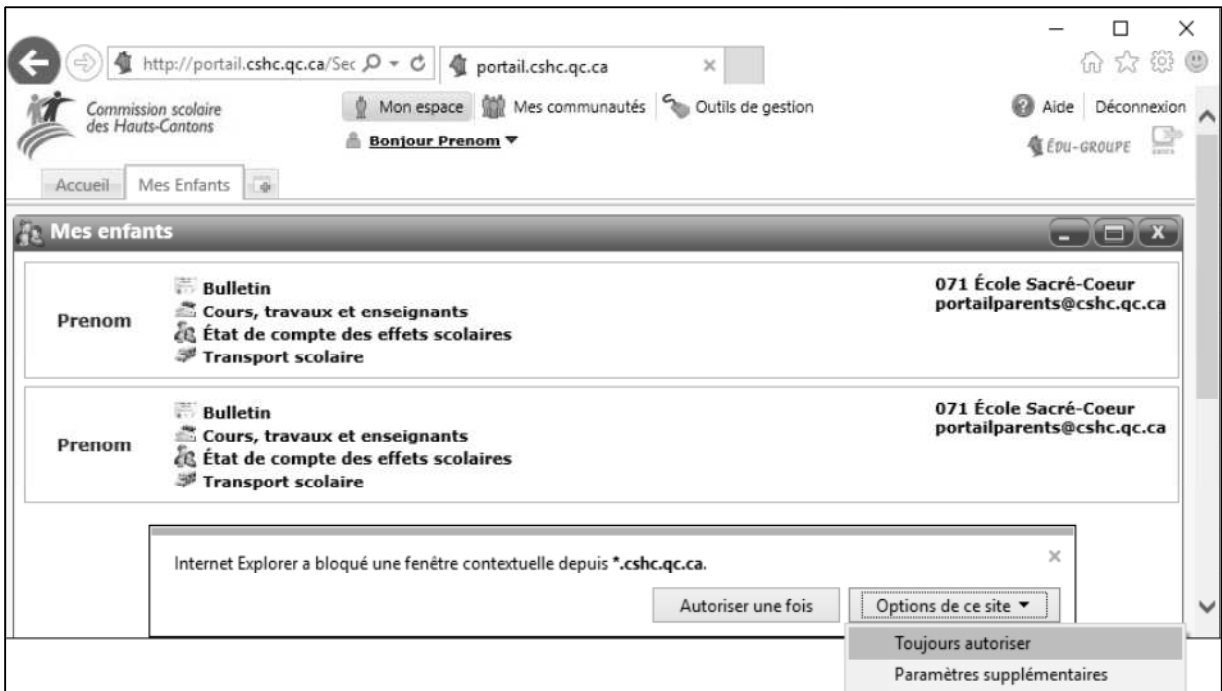 http://portail.cshc.qc.ca/Sec
portail.cshc.qc.ca
Commission scolaire
des Hauts-Cantons
Mon espace
Mes communautés
Outils de gestion
Aide
Déconnexion
Bonjour Prenom
ÉDU-GROUPE
Accueil
Mes Enfants
Mes enfants
Prenom
Bulletin
Cours, travaux et enseignants
État de compte des effets scolaires
Transport scolaire
071 École Sacré-Coeur
portailparents@cshc.qc.ca
Prenom
Bulletin
Cours, travaux et enseignants
État de compte des effets scolaires
Transport scolaire
071 École Sacré-Coeur
portailparents@cshc.qc.ca
Internet Explorer a bloqué une fenêtre contextuelle depuis *.cshc.qc.ca.
Autoriser une fois
Options de ce site
Toujours autoriser
Paramètres supplémentaires